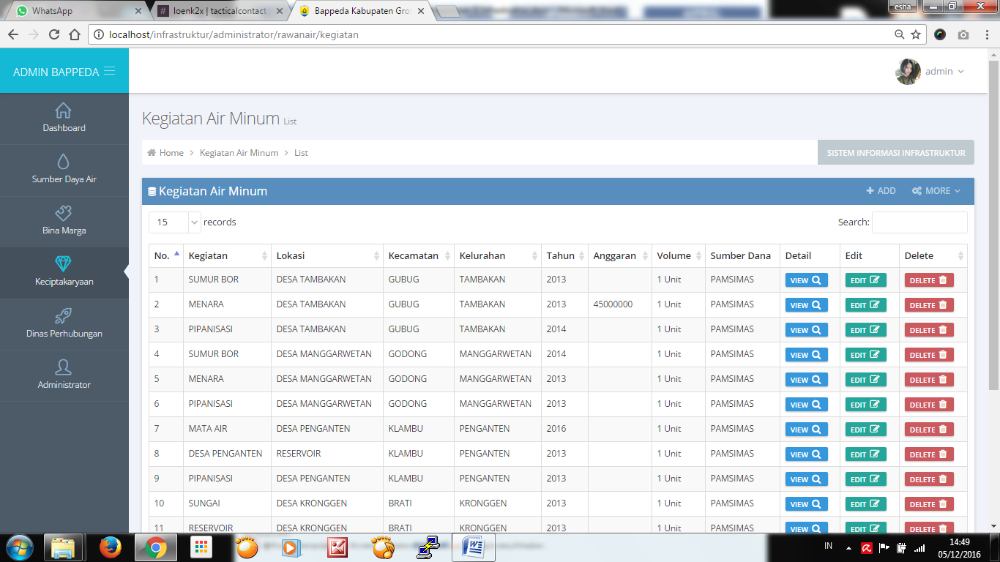 WhatsApp
loenk2x | tacticalcontact
Bappeda Kabupaten Gro
esha
localhost/infrastruktur/administrator/rawanair/kegiatan
ADMIN BAPPEDA
admin
Dashboard
Sumber Daya Air
Bina Marga
Keciptakaryaan
Dinas Perhubungan
Administrator
Kegiatan Air Minum List
Home > Kegiatan Air Minum > List
SISTEM INFORMASI INFRASTRUKTUR
Kegiatan Air Minum
ADD MORE
15 records
Search:
No. Kegiatan Lokasi Kecamatan Kelurahan Tahun Anggaran Volume Sumber Dana Detail Edit Delete
1 SUMUR BOR DESA TAMBAKAN GUBUG TAMBAKAN 2013 1 Unit PAMSIMAS VIEW EDIT DELETE
2 MENARA DESA TAMBAKAN GUBUG TAMBAKAN 2013 45000000 1 Unit PAMSIMAS VIEW EDIT DELETE
3 PIPANISASI DESA TAMBAKAN GUBUG TAMBAKAN 2014 1 Unit PAMSIMAS VIEW EDIT DELETE
4 SUMUR BOR DESA MANGGARWETAN GODONG MANGGARWETAN 2014 1 Unit PAMSIMAS VIEW EDIT DELETE
5 MENARA DESA MANGGARWETAN GODONG MANGGARWETAN 2013 1 Unit PAMSIMAS VIEW EDIT DELETE
6 PIPANISASI DESA MANGGARWETAN GODONG MANGGARWETAN 2013 1 Unit PAMSIMAS VIEW EDIT DELETE
7 MATA AIR DESA PENGANTEN KLAMBU PENGANTEN 2016 1 Unit PAMSIMAS VIEW EDIT DELETE
8 DESA PENGANTEN RESERVOIR KLAMBU PENGANTEN 2013 1 Unit PAMSIMAS VIEW EDIT DELETE
9 PIPANISASI DESA PENGANTEN KLAMBU PENGANTEN 2013 1 Unit PAMSIMAS VIEW EDIT DELETE
10 SUNGAI DESA KRONGGEN BRATI KRONGGEN 2013 1 Unit PAMSIMAS VIEW EDIT DELETE
11 RESERVOIR DESA KRONGGEN BRATI KRONGGEN 2013 1 Unit PAMSIMAS VIEW EDIT DELETE
IN
14:49
05/12/2016